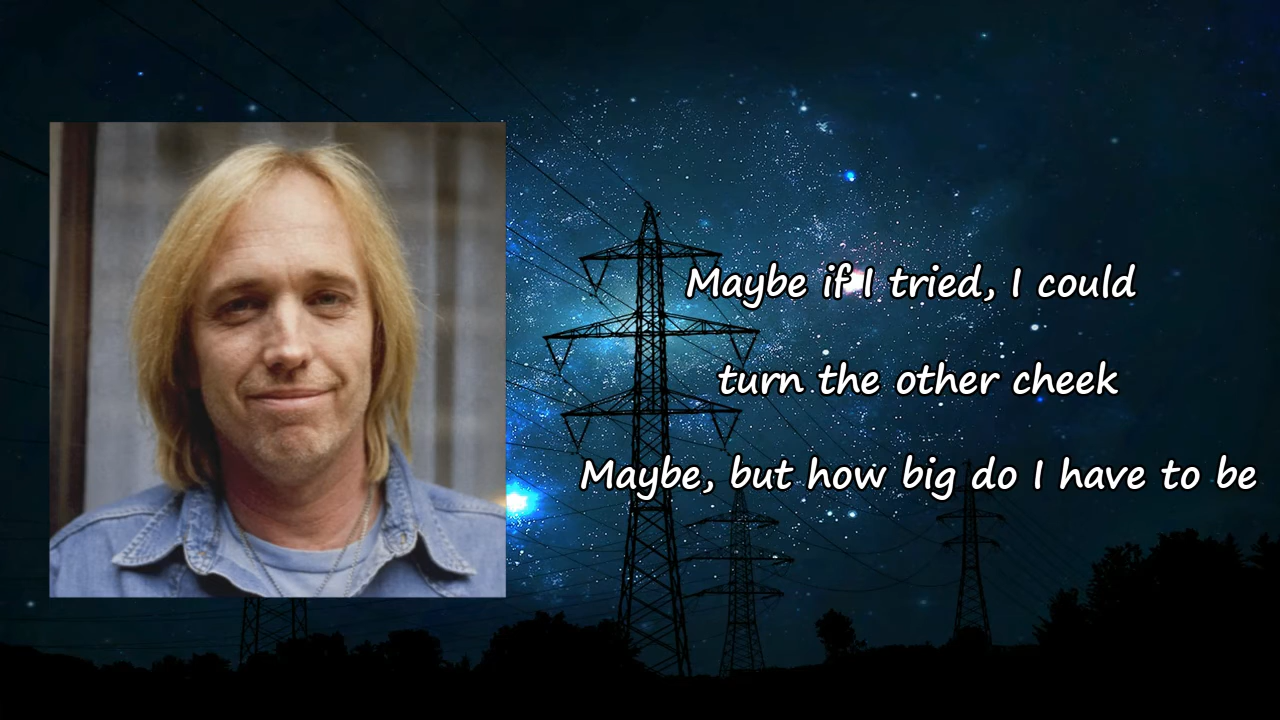 Maybe if I tried, I could
turn the other cheek
Maybe, but how big do I have to be